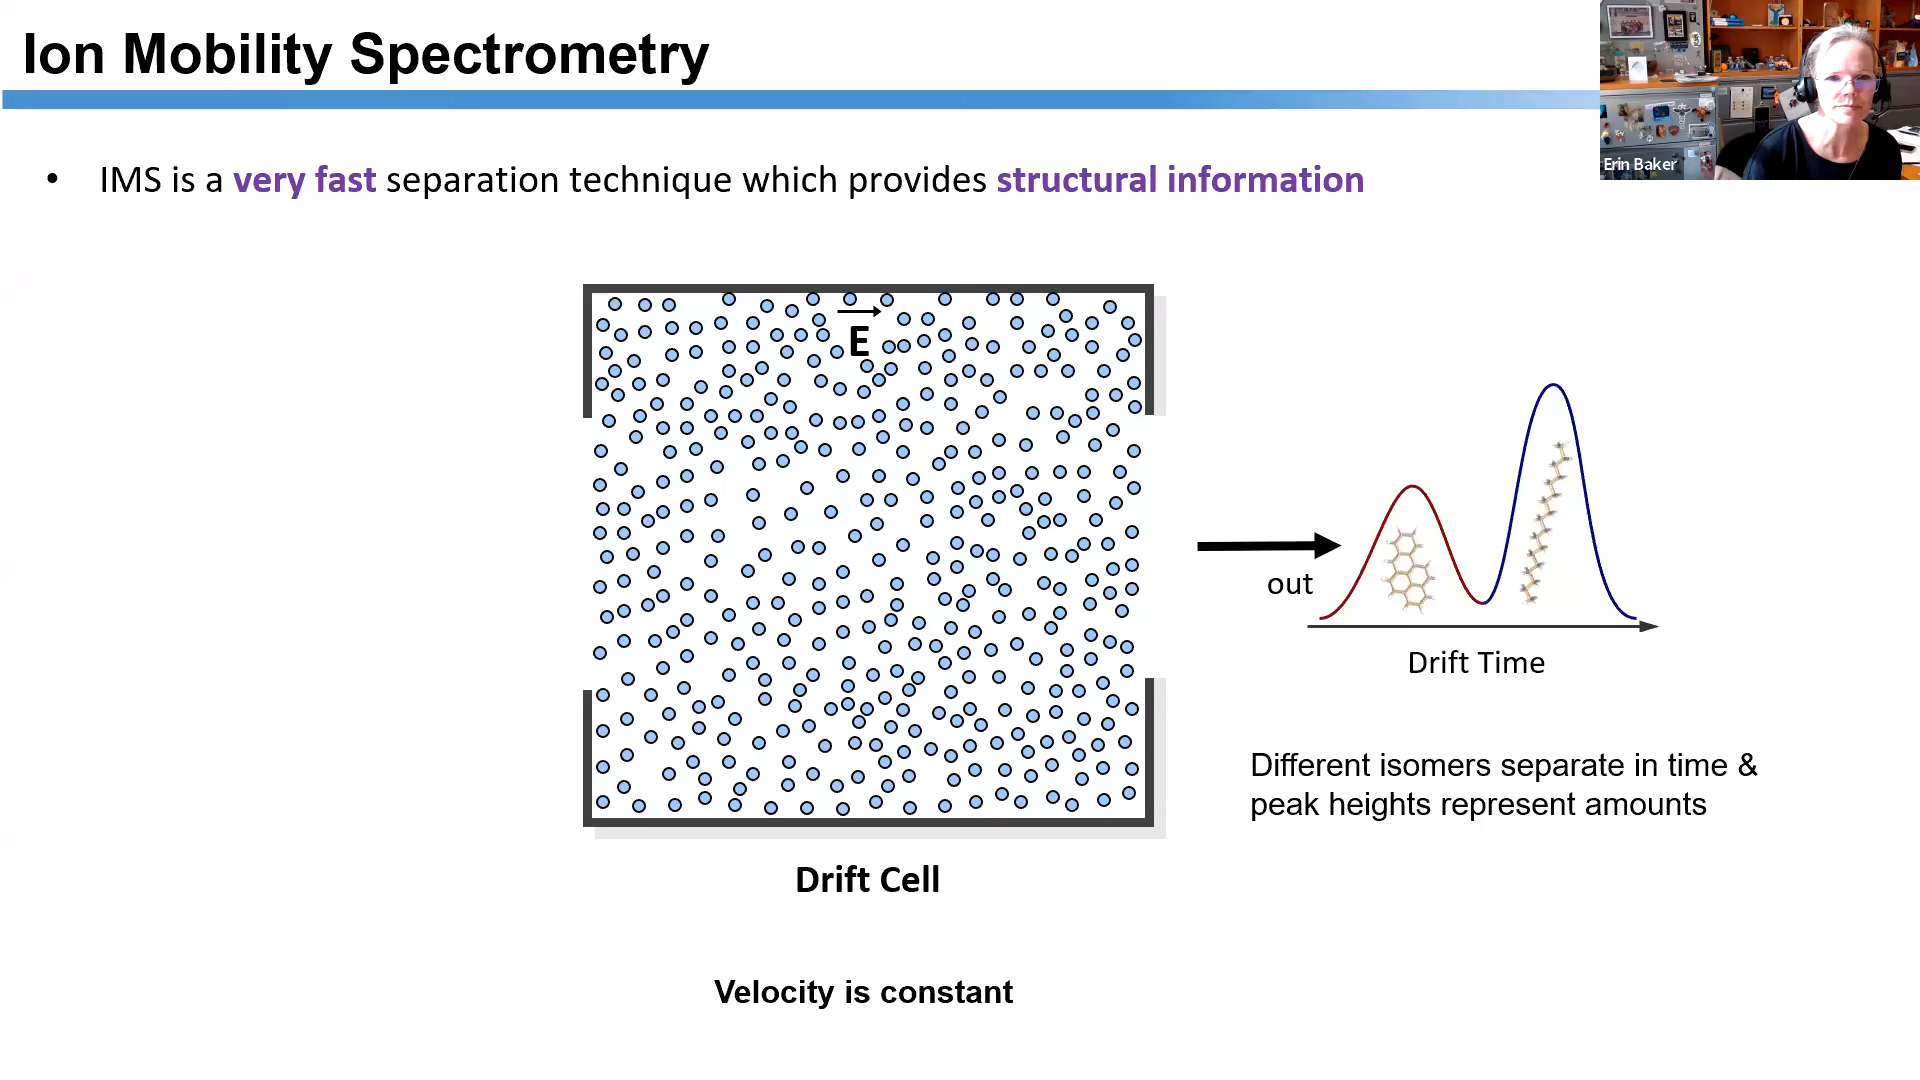 Ion Mobility Spectrometry
Erin Baker
• IMS is a very fast separation technique which provides structural information
E
out
Drift Time
Different isomers separate in time &
peak heights represent amounts
Drift Cell
Velocity is constant